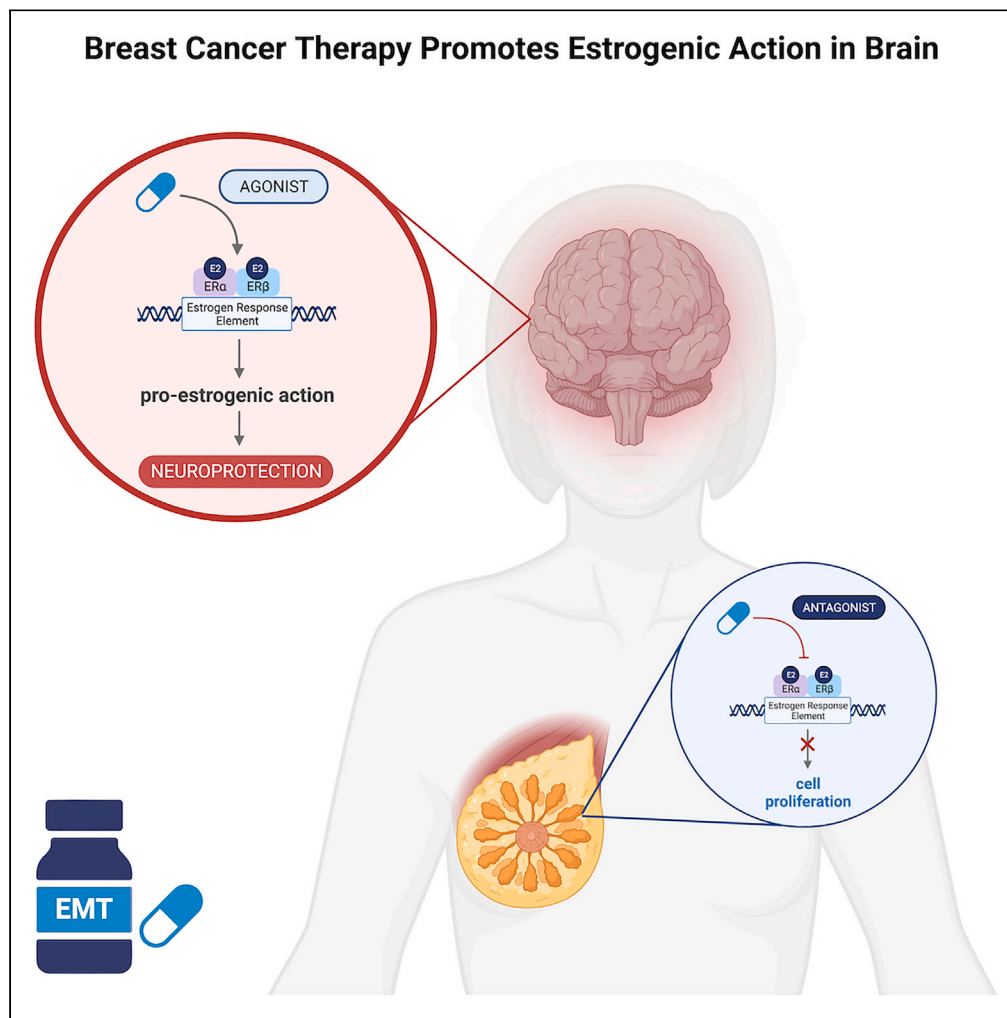 Breast Cancer Therapy Promotes Estrogenic Action in Brain
AGONIST
E2
E2
ERα
ERβ
Estrogen Response
Element
pro-estrogenic action
NEUROPROTECTION
ANTAGONIST
E2
E2
ERα
ERβ
Estrogen Response
Element
cell
proliferation
EMT